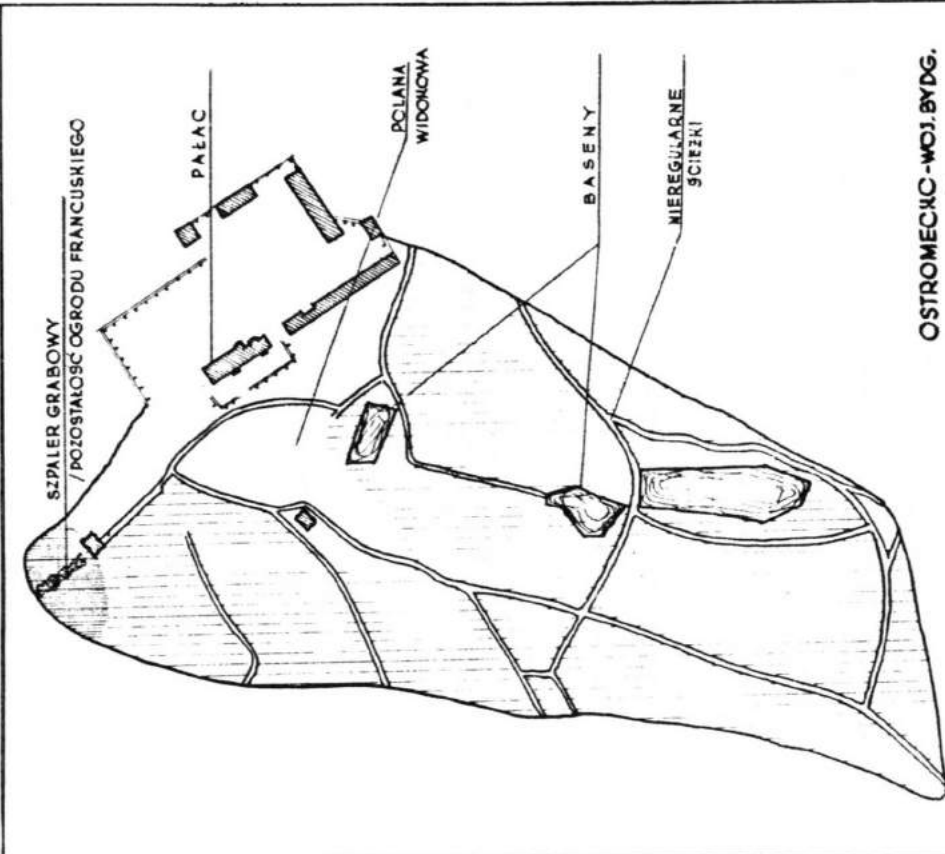 SZPALER GRABOWY
/ POZOSTAŁOŚĆ OGRODU FRANCUSKIEGO
PAŁAC
POLANA
WIDOKOWA
BASENY
NIEREGULARNE
ŚCIEŻKI
OSTROMECKO-WOJ. BYDG.